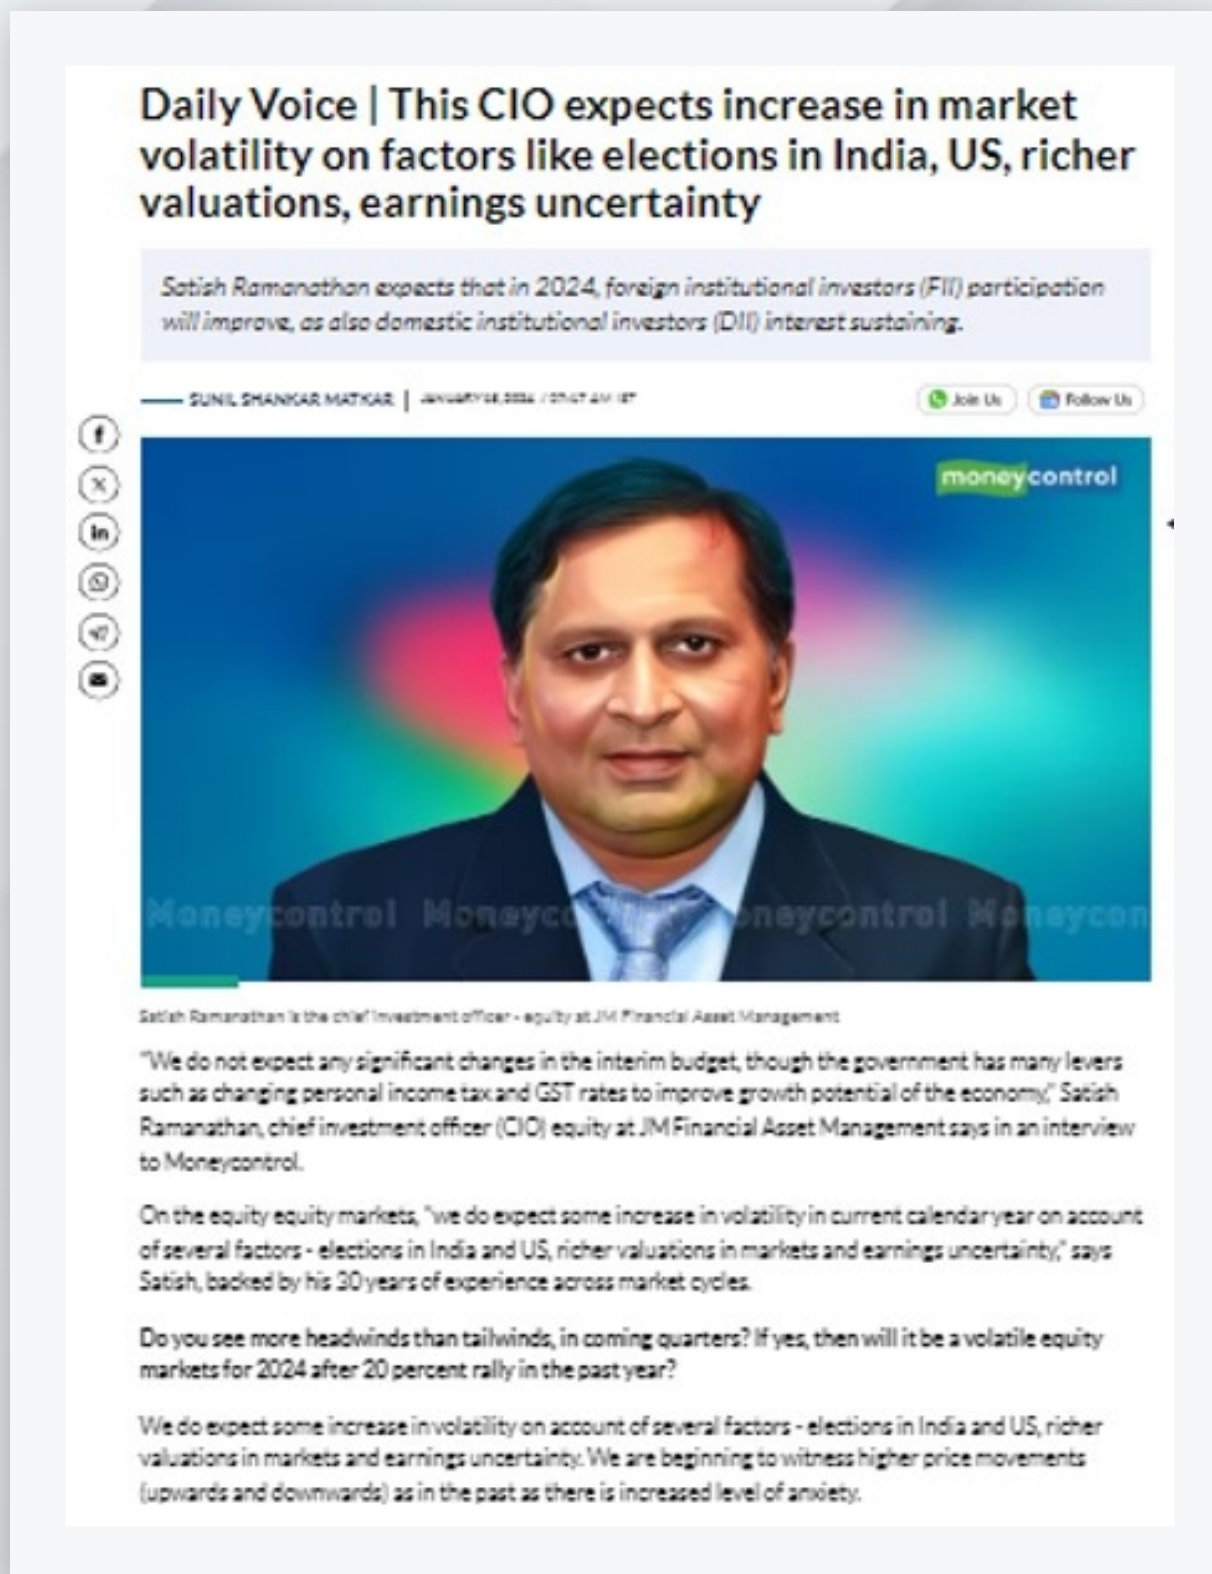 Daily Voice | This CIO expects increase in market
volatility on factors like elections in India, US, richer
valuations, earnings uncertainty
Satish Ramanathan expects that in 2024, foreign institutional investors (FII) participation
will improve, as also domestic institutional investors (DII) interest sustaining.
SUNIL SHANKAR MATKAR |
Join Us
Follow Us
moneycontrol
Moneycontrol Moneyco oneycontrol Moneycon
Satish Ramanathan is the chief investment officer - equity at JM Financial Asset Management
"We do not expect any significant changes in the interim budget, though the government has many levers
such as changing personal income tax and GST rates to improve growth potential of the economy," Satish
Ramanathan, chief investment officer (CIO) equity at JM Financial Asset Management says in an interview
to Moneycontrol.
On the equity equity markets, "we do expect some increase in volatility in current calendar year on account
of several factors - elections in India and US, richer valuations in markets and earnings uncertainty," says
Satish, backed by his 30 years of experience across market cycles.
Do you see more headwinds than tailwinds, in coming quarters? If yes, then will it be a volatile equity
markets for 2024 after 20 percent rally in the past year?
We do expect some increase in volatility on account of several factors - elections in India and US, richer
valuations in markets and earnings uncertainty. We are beginning to witness higher price movements
(upwards and downwards) as in the past as there is increased level of anxiety.